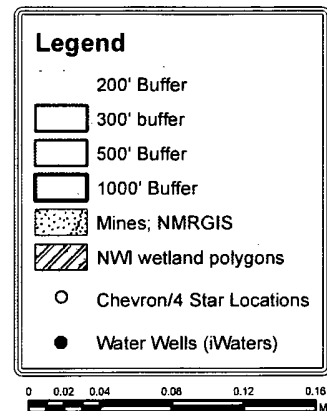 Legend
200' Buffer
300' buffer
500' Buffer
1000' Buffer
Mines; NMRGIS
NWI wetland polygons
Chevron/4 Star Locations
Water Wells (iWaters)
0 0.02 0.04 0.08 0.12 0.16